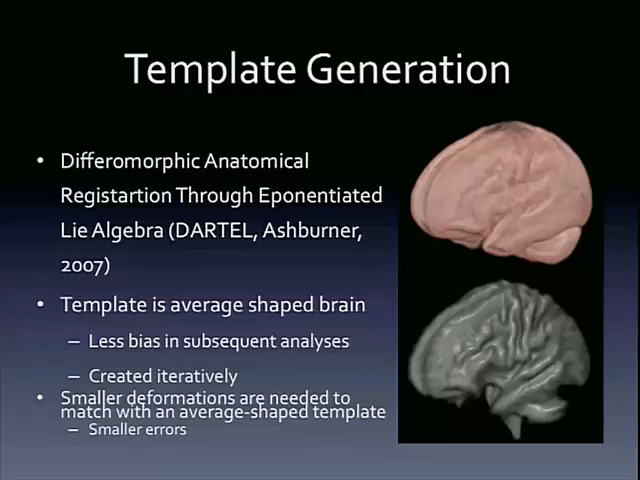 Template Generation
• Differomorphic Anatomical
Registartion Through Eponentiated
Lie Algebra (DARTEL, Ashburner,
2007)
• Template is average shaped brain
– Less bias in subsequent analyses
– Created iteratively
• Smaller deformations are needed to
match with an average-shaped template
– Smaller errors